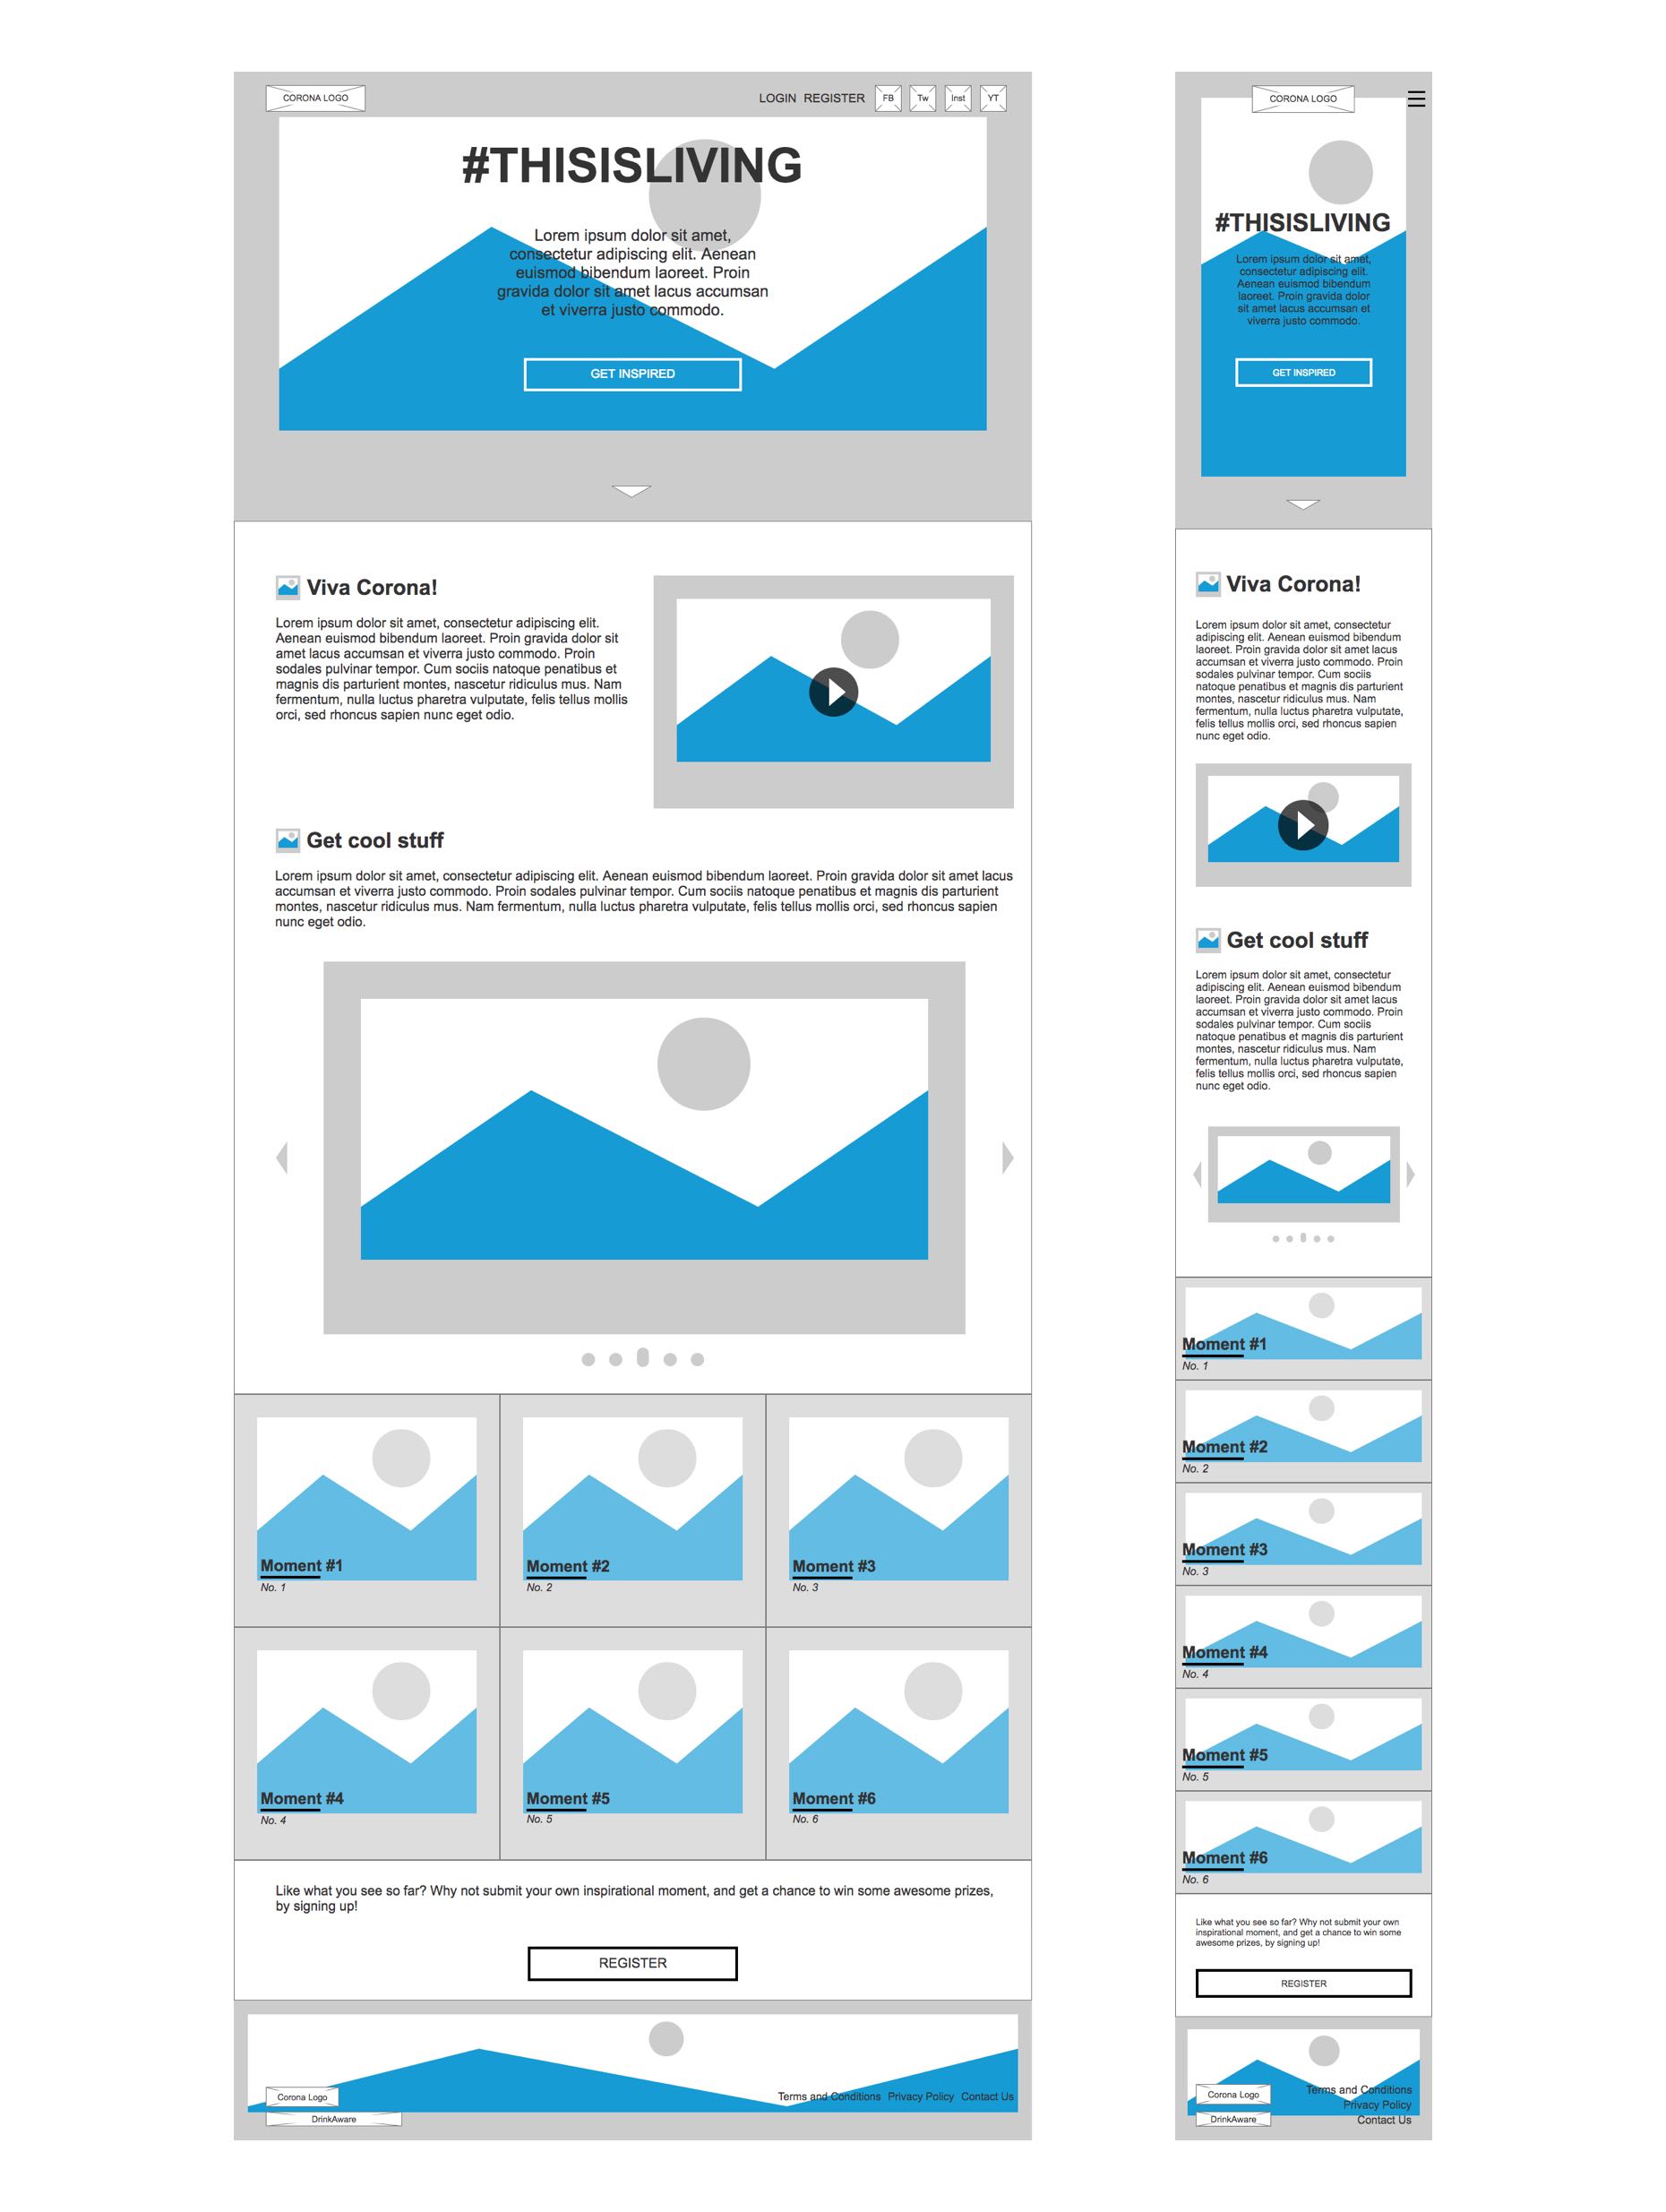 CORONA LOGO
LOGIN REGISTER FB Tw Inst YT
#THISISLIVING
Lorem ipsum dolor sit amet,
consectetur adipiscing elit. Aenean
euismod bibendum laoreet. Proin
gravida dolor sit amet lacus accumsan
et viverra justo commodo.
GET INSPIRED
Viva Corona!
Lorem ipsum dolor sit amet, consectetur adipiscing elit.
Aenean euismod bibendum laoreet. Proin gravida dolor sit
amet lacus accumsan et viverra justo commodo. Proin
sodales pulvinar tempor. Cum sociis natoque penatibus et
magnis dis parturient montes, nascetur ridiculus mus. Nam
fermentum, nulla luctus pharetra vulputate, felis tellus mollis
orci, sed rhoncus sapien nunc eget odio.
Get cool stuff
Lorem ipsum dolor sit amet, consectetur adipiscing elit. Aenean euismod bibendum laoreet. Proin gravida dolor sit amet lacus
accumsan et viverra justo commodo. Proin sodales pulvinar tempor. Cum sociis natoque penatibus et magnis dis parturient
montes, nascetur ridiculus mus. Nam fermentum, nulla luctus pharetra vulputate, felis tellus mollis orci, sed rhoncus sapien
nunc eget odio.
Moment #1
No. 1
Moment #2
No. 2
Moment #3
No. 3
Moment #4
No. 4
Moment #5
No. 5
Moment #6
No. 6
Like what you see so far? Why not submit your own inspirational moment, and get a chance to win some awesome prizes,
by signing up!
REGISTER
Corona Logo
DrinkAware
Terms and Conditions Privacy Policy Contact Us
CORONA LOGO
#THISISLIVING
Lorem ipsum dolor sit amet,
consectetur adipiscing elit.
Aenean euismod bibendum
laoreet. Proin gravida dolor
sit amet lacus accumsan et
viverra justo commodo.
GET INSPIRED
Viva Corona!
Lorem ipsum dolor sit amet, consectetur
adipiscing elit. Aenean euismod bibendum
laoreet. Proin gravida dolor sit amet lacus
accumsan et viverra justo commodo. Proin
sodales pulvinar tempor. Cum sociis
natoque penatibus et magnis dis parturient
montes, nascetur ridiculus mus. Nam
fermentum, nulla luctus pharetra vulputate,
felis tellus mollis orci, sed rhoncus sapien
nunc eget odio.
Get cool stuff
Lorem ipsum dolor sit amet, consectetur
adipiscing elit. Aenean euismod bibendum
laoreet. Proin gravida dolor sit amet lacus
accumsan et viverra justo commodo. Proin
sodales pulvinar tempor. Cum sociis
natoque penatibus et magnis dis parturient
montes, nascetur ridiculus mus. Nam
fermentum, nulla luctus pharetra vulputate,
felis tellus mollis orci, sed rhoncus sapien
nunc eget odio.
Moment #1
No. 1
Moment #2
No. 2
Moment #3
No. 3
Moment #4
No. 4
Moment #5
No. 5
Moment #6
No. 6
Like what you see so far? Why not submit your own
inspirational moment, and get a chance to win some
awesome prizes, by signing up!
REGISTER
Corona Logo
DrinkAware
Terms and Conditions
Privacy Policy
Contact Us